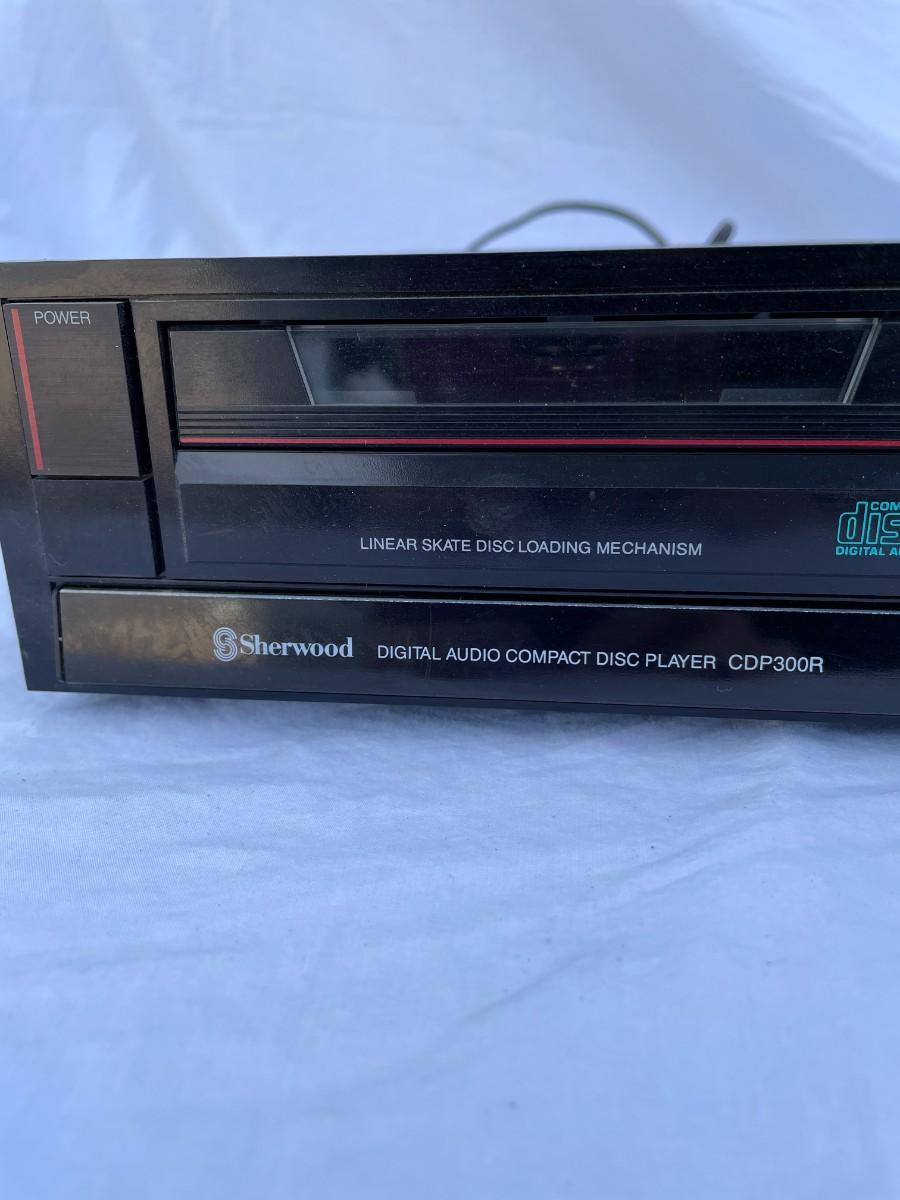 POWER
LINEAR SKATE DISC LOADING MECHANISM
Sherwood DIGITAL AUDIO COMPACT DISC PLAYER CDP300R